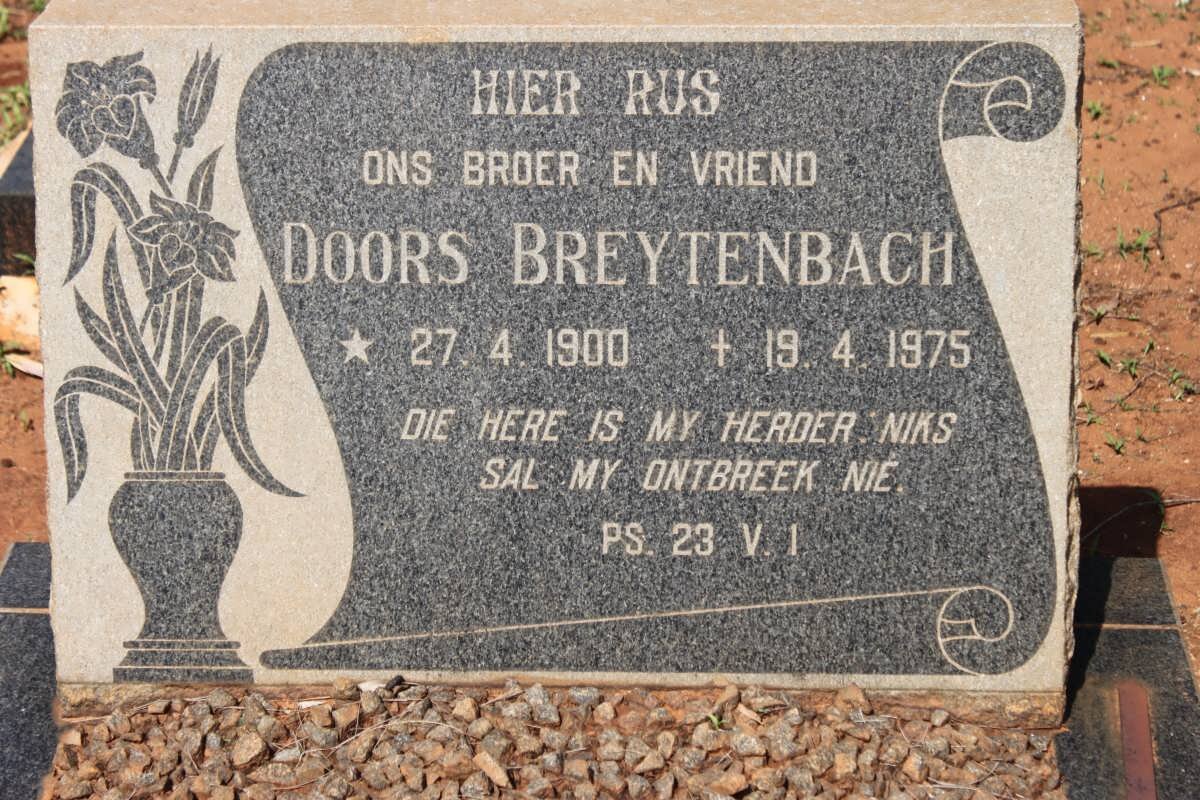 HIER RUS
ONS BROER EN VRIEND
DOORS BREYTENBACH
★ 27. 4. 1900 ✝ 19. 4. 1975
DIE HERE IS MY HERDER: NIKS
SAL MY ONTBREEK NIE.
PS. 23 V. 1